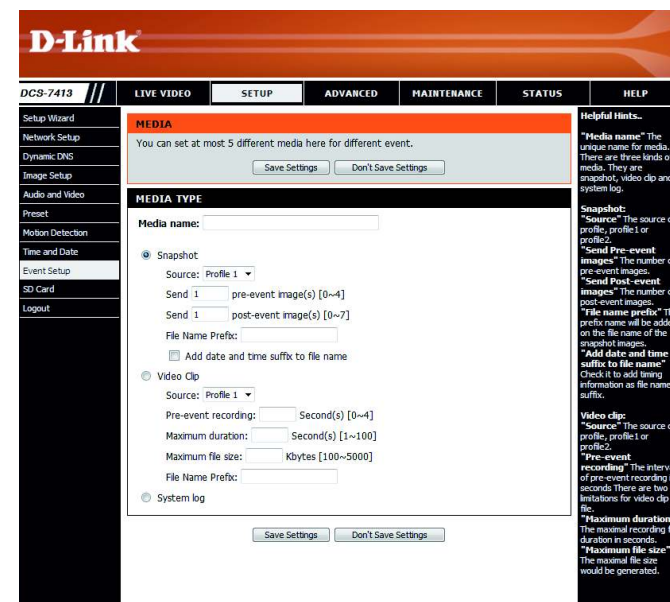 D-Link
DCS-7413 // LIVE VIDEO SETUP ADVANCED MAINTENANCE STATUS HELP
Setup Wizard
Network Setup
Dynamic DNS
Image Setup
Audio and Video
Preset
Motion Detection
Time and Date
Event Setup
SD Card
Logout
MEDIA
You can set at most 5 different media here for different event.
Save Settings Don't Save Settings
MEDIA TYPE
Media name:
Snapshot
Source: Profile 1
Send 1 pre-event image(s) [0~4]
Send 1 post-event image(s) [0~7]
File Name Prefix:
Add date and time suffix to file name
Video Clip
Source: Profile 1
Pre-event recording: Second(s) [0~4]
Maximum duration: Second(s) [1~100]
Maximum file size: Kbytes [100~5000]
File Name Prefix:
System log
Save Settings Don't Save Settings
Helpful Hints..
"Media name" The
unique name for media.
There are three kinds
media. They are
snapshot, video clip and
system log.
Snapshot:
"Source" The source
profile, profile1 or
profile2.
"Send Pre-event
images" The number
pre-event images.
"Send Post-event
images" The number
post-event images.
"File name prefix"
prefix name will be
on the file name of the
snapshot images.
"Add date and time
suffix to file name"
Check it to add timing
information as file name
suffix.
Video clip:
"Source" The source
profile, profile1 or
profile2.
"Pre-event
recording" The
of pre-event recording
seconds There are two
limitations for video clip
file.
"Maximum duration
The maximal recording
duration in seconds.
"Maximum file size"
The maximal file size
would be generated.